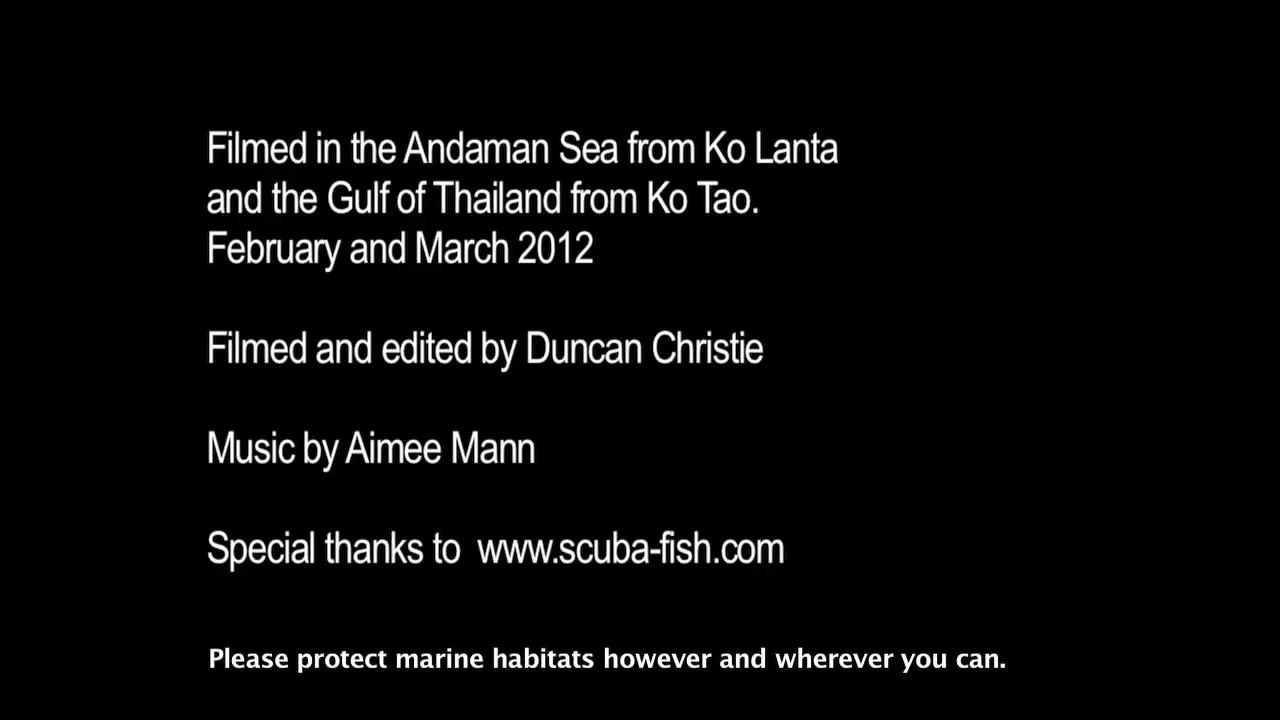 Filmed in the Andaman Sea from Ko Lanta
and the Gulf of Thailand from Ko Tao.
February and March 2012
Filmed and edited by Duncan Christie
Music by Aimee Mann
Special thanks to www.scuba-fish.com
Please protect marine habitats however and wherever you can.